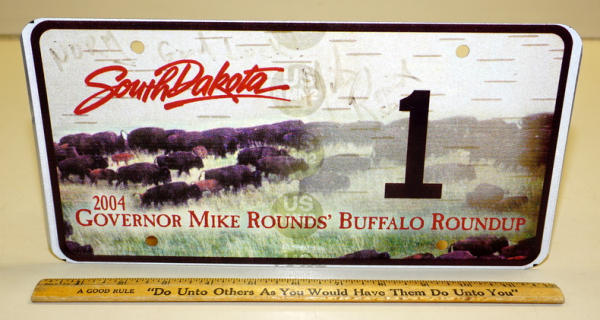 South Dakota
1
2004
GOVERNOR MIKE ROUNDS' BUFFALO ROUNDUP
US
A GOOD RULE "Do Unto Others As You Would Have Them Do Unto You"